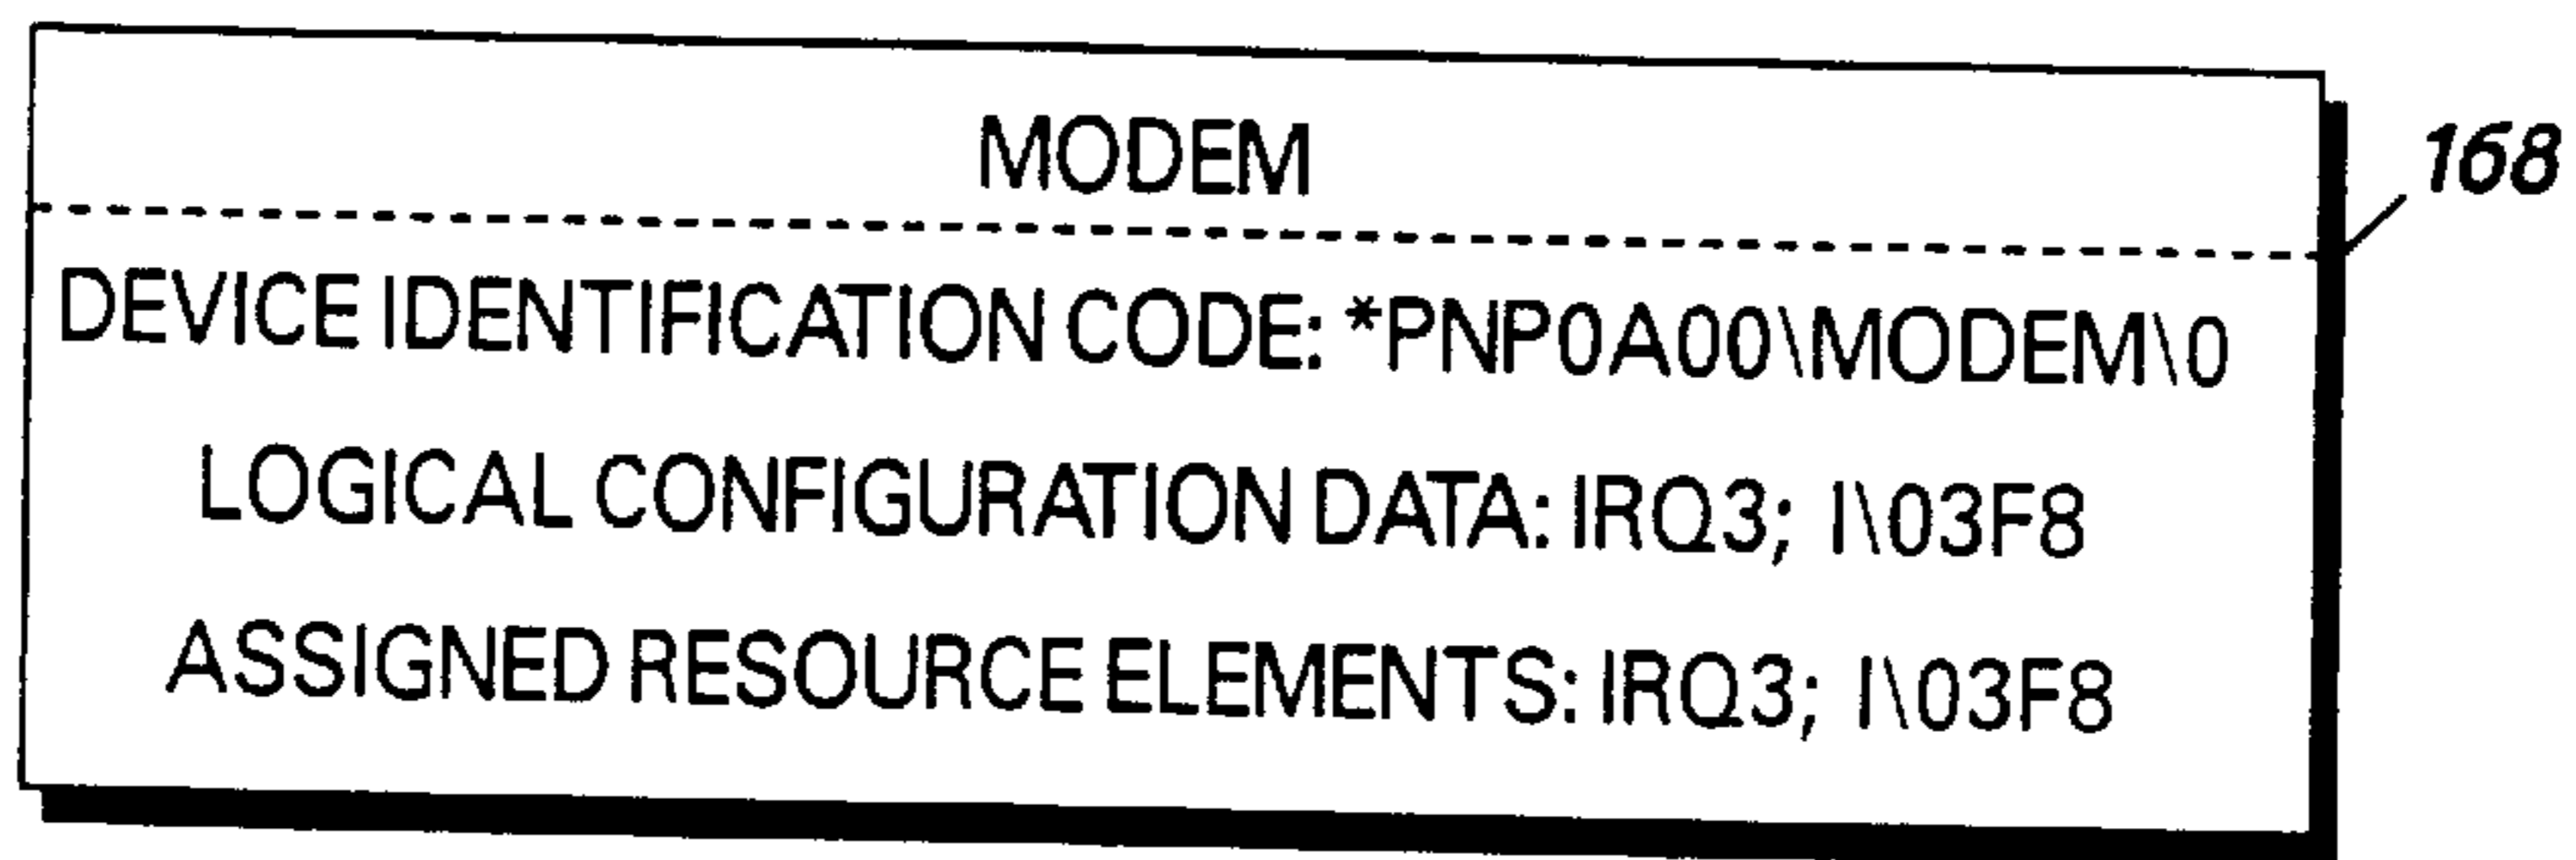 MODEM
168
DEVICE IDENTIFICATION CODE: *PNP0A00\MODEM\0
LOGICAL CONFIGURATION DATA: IRQ3; I\03F8
ASSIGNED RESOURCE ELEMENTS: IRQ3; I\03F8